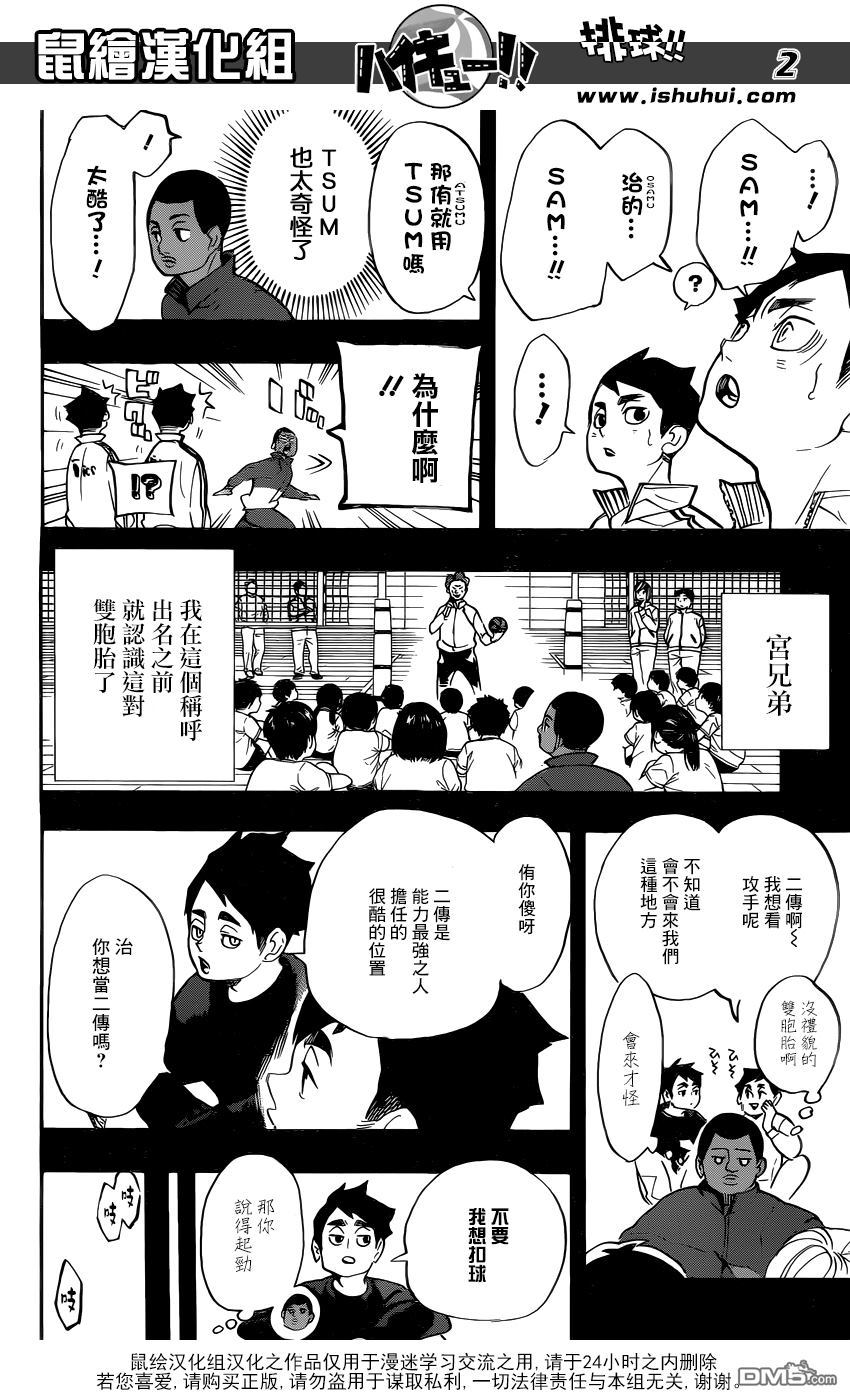 鼠繪漢化組
ハイキュー!!
排球!!
2
www.ishuhui.com
SAM…!!
治的…
OSAMU
SAM…!!
?
…!
那侑就用
ATSUMU
TSUM嗎
TSUM
也太奇怪了
!
太酷了…!
為什麼啊
!!
!?
宮兄弟
我在這個稱呼
出名之前
就認識這對
雙胞胎了
二傳啊~
我想看
攻手呢
不知道
會不會來我們
這種地方
沒禮貌的
雙胞胎啊
會來才怪
ひそ
ひそ
侑你傻呀
二傳是
能力最強之人
擔任的
很酷的位置
治
你想當二傳嗎?
不要
我想扣球
那你
說得起勁
吱
吱
吱
鼠绘汉化组汉化之作品仅用于漫迷学习交流之用, 请于24小时之内删除
若您喜爱, 请购买正版, 请勿用于谋取私利, 一切法律责任与本组无关, 谢谢。
DM5.com